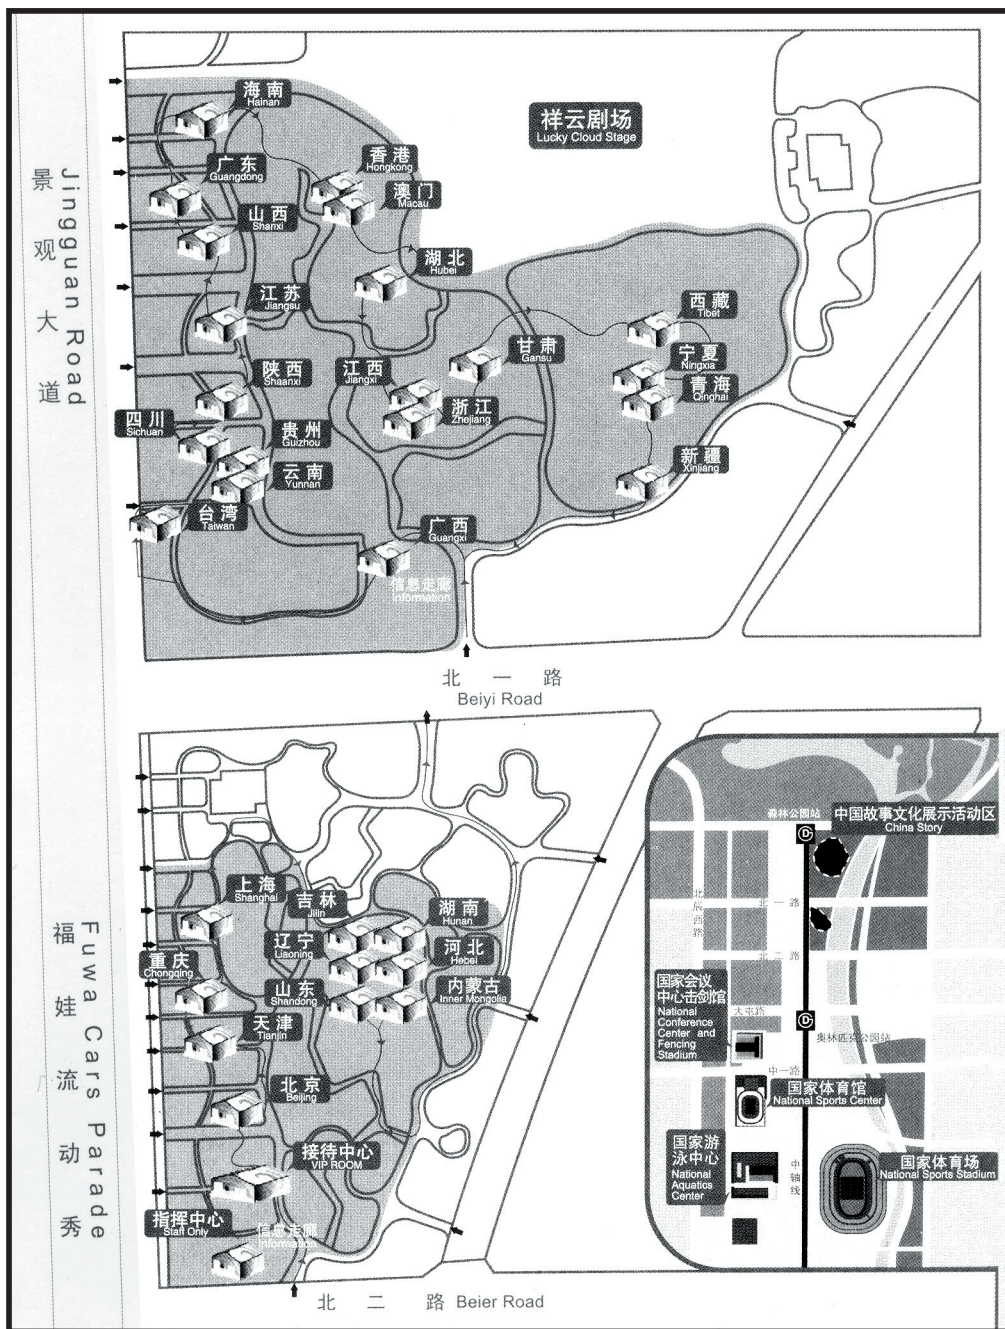 景观大道
Jingguan Road
福娃流动秀
Fuwa Cars Parade
祥云剧场
Lucky Cloud Stage
海南
Hainan
香港
Hongkong
广东
Guangdong
澳门
Macau
山西
Shanxi
湖北
Hubei
江苏
Jiangsu
西藏
Tibet
甘肃
Gansu
宁夏
Ningxia
陕西
Shaanxi
江西
Jiangxi
青海
Qinghai
四川
Sichuan
浙江
Zhejiang
贵州
Guizhou
新疆
Xinjiang
云南
Yunnan
台湾
Taiwan
广西
Guangxi
信息走廊
Information
北一路
Beiyi Road
上海
Shanghai
吉林
Jilin
湖南
Hunan
辽宁
Liaoning
河北
Hebei
重庆
Chongqing
山东
Shandong
内蒙古
Inner Mongolia
天津
Tianjin
北京
Beijing
接待中心
VIP ROOM
指挥中心
Staff Only
信息走廊
Information
北二路 Beier Road
森林公园站
中国故事文化展示活动区
China Story
北辰西路
北一路
北二路
国家会议
中心击剑馆
National
Conference
Center and
Fencing
Stadium
大屯路
奥林匹克公园站
中一路
国家体育馆
National Sports Center
国家游
泳中心
National
Aquatics
Center
中轴线
国家体育场
National Sports Stadium